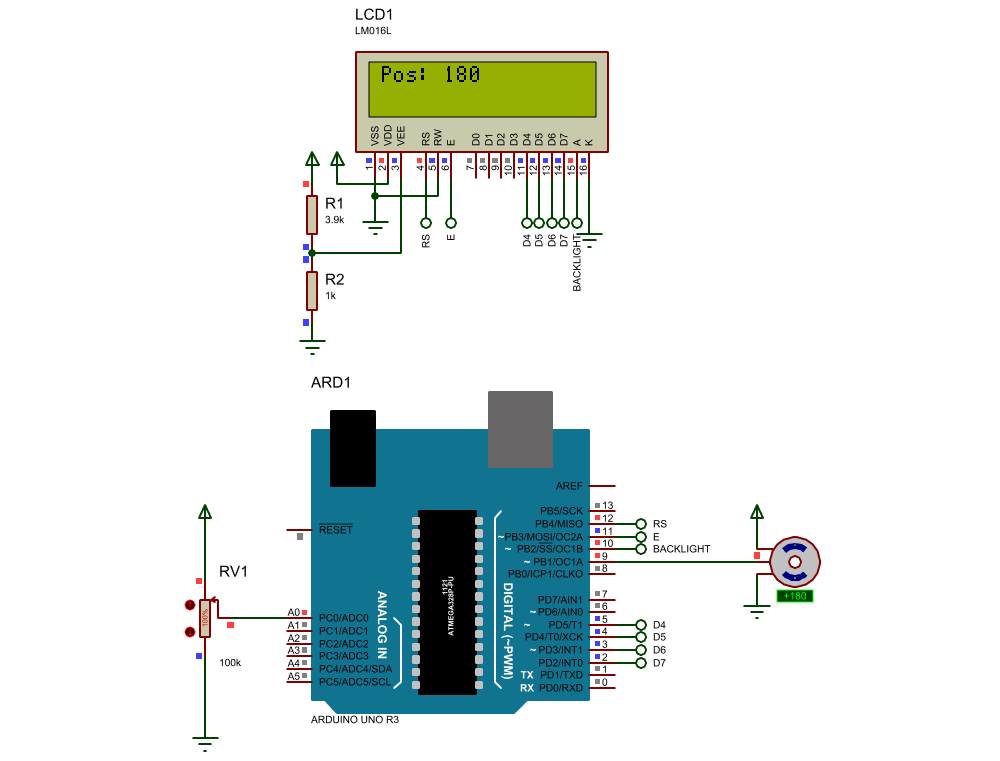 LCD1
LM016L
Pos: 180
VSS
VDD
VEE
RS
RW
E
D0
D1
D2
D3
D4
D5
D6
D7
A
K
1
2
3
4
5
6
7
8
9
10
11
12
13
14
15
16
R1
3.9k
RS
E
D4
D5
D6
D7
BACKLIGHT
R2
1k
ARD1
AREF
RESET
PB5/SCK 13
PB4/MISO 12 RS
~PB3/MOSI/OC2A 11 E
~ PB2/SS/OC1B 10 BACKLIGHT
~ PB1/OC1A 9
PB0/ICP1/CLKO 8
+180
1121
ATMEGA328P-PU
DIGITAL (~PWM)
ANALOG IN
RV1
100%
100k
PD7/AIN1 7
~ PD6/AIN0 6
~ PD5/T1 5 D4
PD4/T0/XCK 4 D5
~ PD3/INT1 3 D6
PD2/INT0 2 D7
TX PD1/TXD 1
RX PD0/RXD 0
A0 PC0/ADC0
A1 PC1/ADC1
A2 PC2/ADC2
A3 PC3/ADC3
A4 PC4/ADC4/SDA
A5 PC5/ADC5/SCL
ARDUINO UNO R3